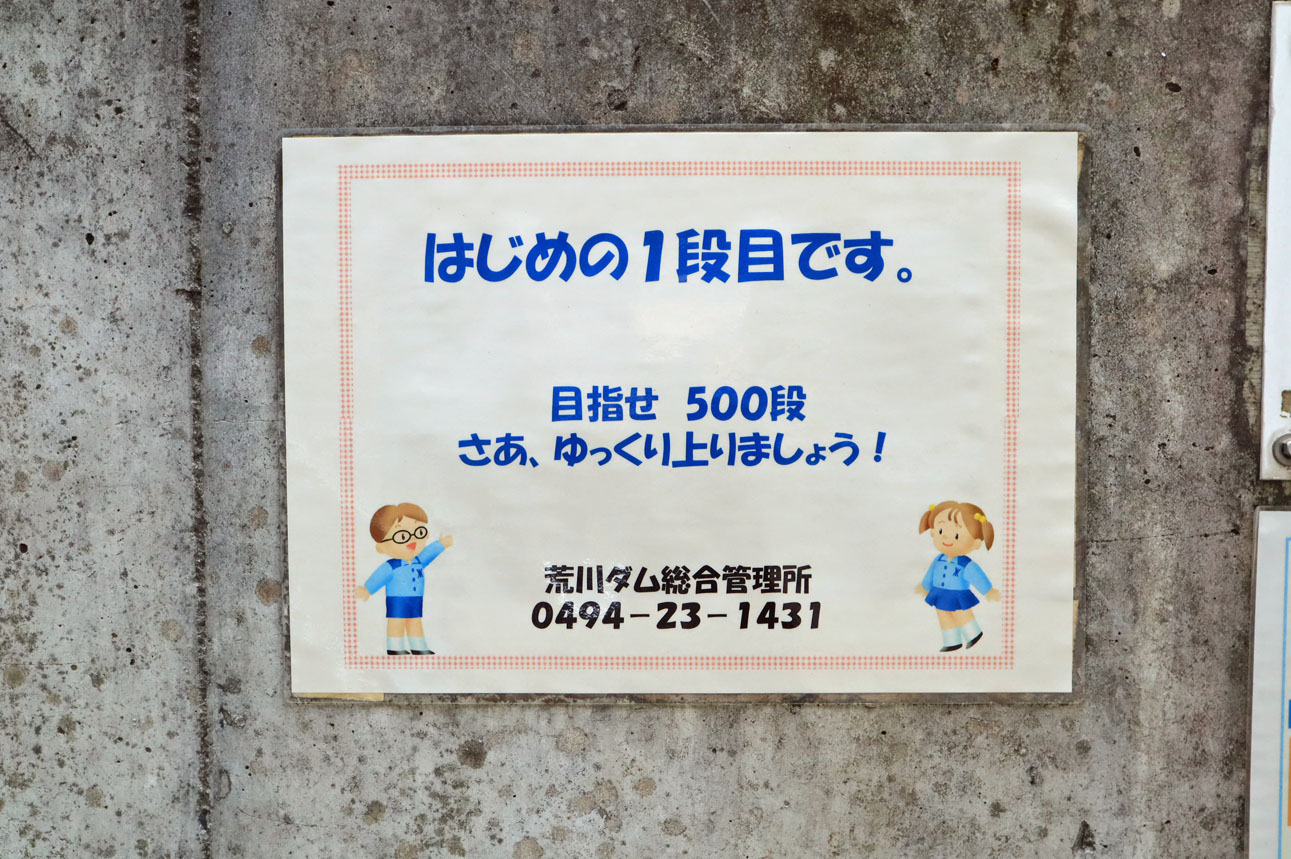 はじめの1段目です。
目指せ 500段
さあ、ゆっくり上りましょう!
荒川ダム総合管理所
0494-23-1431